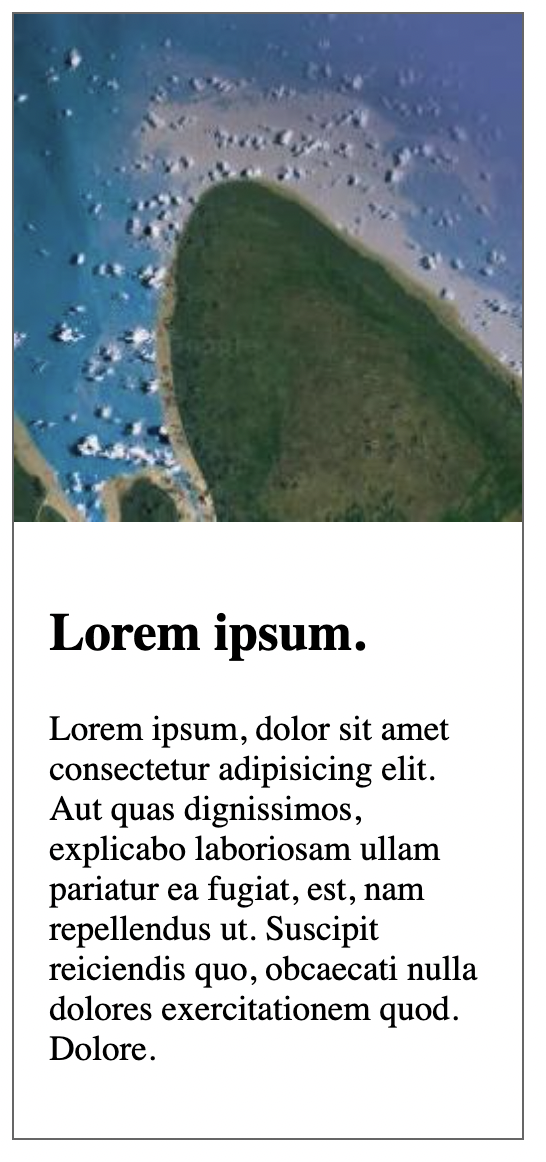 Lorem ipsum.
Lorem ipsum, dolor sit amet
consectetur adipisicing elit.
Aut quas dignissimos,
explicabo laboriosam ullam
pariatur ea fugiat, est, nam
repellendus ut. Suscipit
reiciendis quo, obcaecati nulla
dolores exercitationem quod.
Dolore.